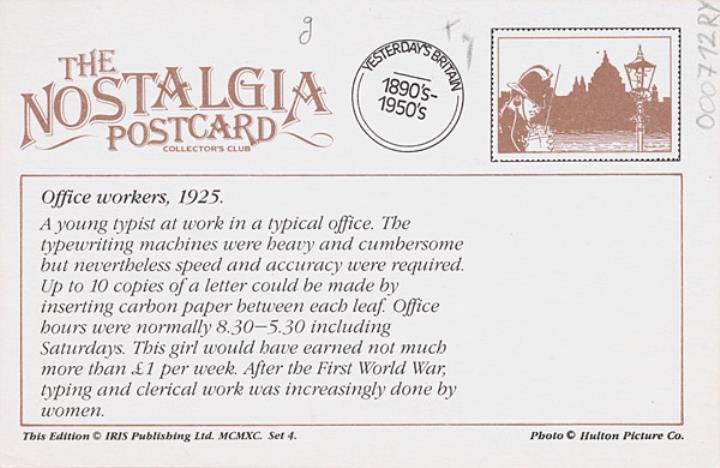 THE
NOSTALGIA
POSTCARD
COLLECTOR'S CLUB
g
YESTERDAY'S BRITAIN
1890's-
1950's
000712RY
Office workers, 1925.
A young typist at work in a typical office. The
typewriting machines were heavy and cumbersome
but nevertheless speed and accuracy were required.
Up to 10 copies of a letter could be made by
inserting carbon paper between each leaf. Office
hours were normally 8.30–5.30 including
Saturdays. This girl would have earned not much
more than £1 per week. After the First World War,
typing and clerical work was increasingly done by
women.
This Edition © IRIS Publishing Ltd. MCMXC. Set 4.
Photo © Hulton Picture Co.